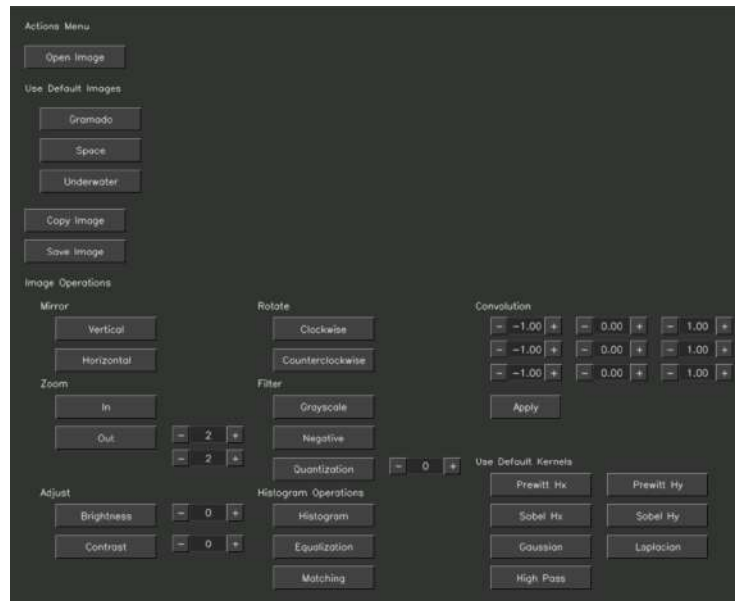 Actions Menu
Open Image
Use Default Images
Gramado
Space
Underwater
Copy Image
Save Image
Image Operations
Mirror Rotate Convolution
Vertical Clockwise - -1.00 + - 0.00 + - 1.00 +
Horizontal Counterclockwise - -1.00 + - 0.00 + - 1.00 +
- -1.00 + - 0.00 + - 1.00 +
Zoom Filter
In Grayscale Apply
Out - 2 + Negative
- 2 +
Quantization - 0 + Use Default Kernels
Prewitt Hx Prewitt Hy
Adjust Histogram Operations
Brightness - 0 + Histogram Sobel Hx Sobel Hy
Contrast - 0 + Equalization Gaussian Laplacian
Matching High Pass